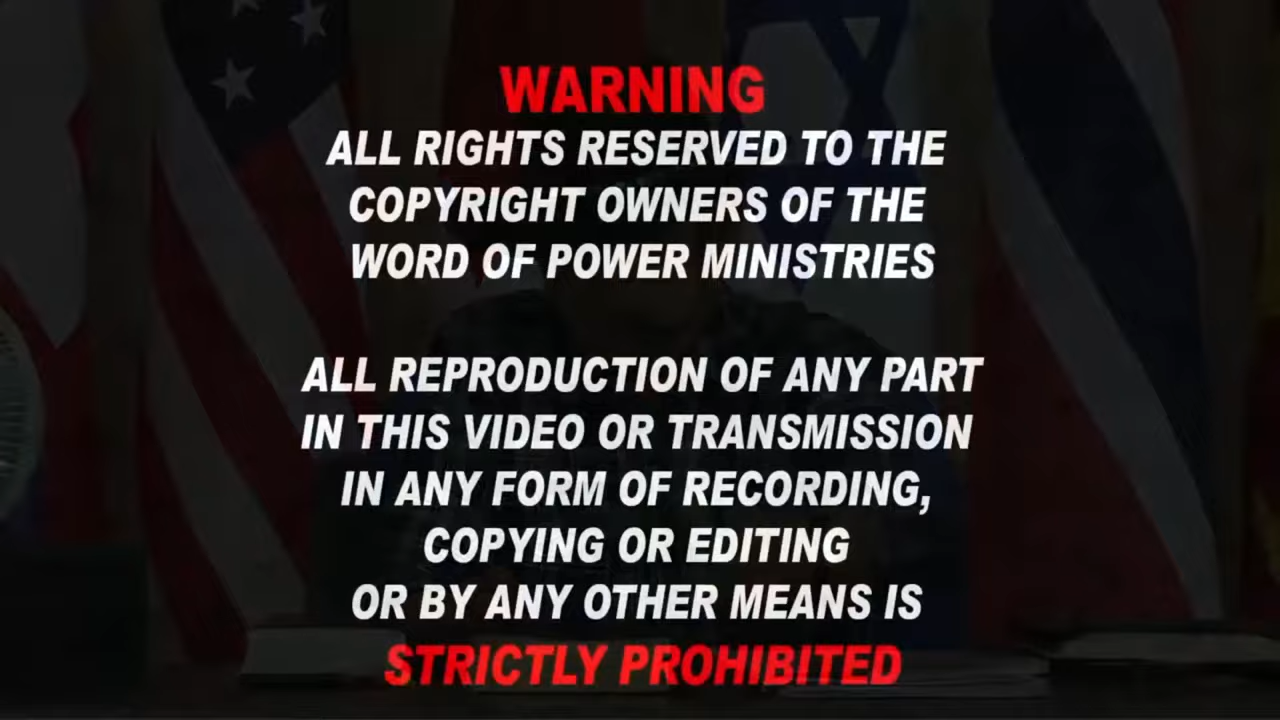 WARNING
ALL RIGHTS RESERVED TO THE
COPYRIGHT OWNERS OF THE
WORD OF POWER MINISTRIES
ALL REPRODUCTION OF ANY PART
IN THIS VIDEO OR TRANSMISSION
IN ANY FORM OF RECORDING,
COPYING OR EDITING
OR BY ANY OTHER MEANS IS
STRICTLY PROHIBITED